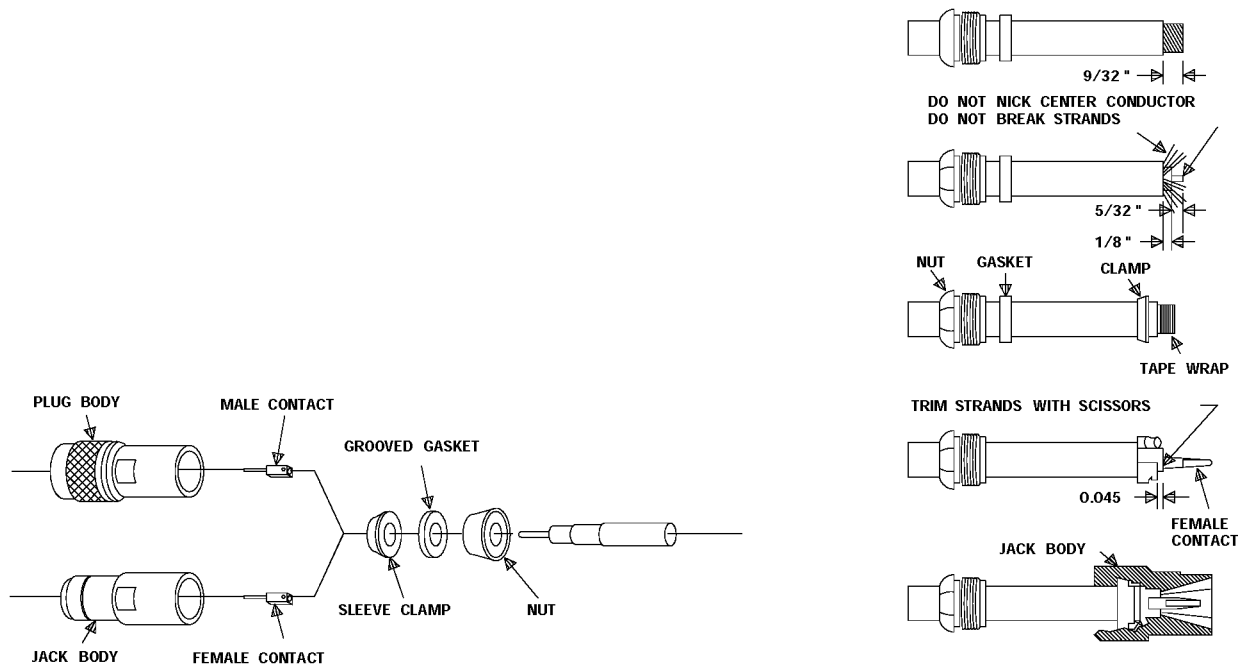 9/32 "
DO NOT NICK CENTER CONDUCTOR
DO NOT BREAK STRANDS
5/32 "
1/8 "
NUT
GASKET
CLAMP
TAPE WRAP
TRIM STRANDS WITH SCISSORS
0.045
FEMALE
CONTACT
JACK BODY
PLUG BODY
MALE CONTACT
GROOVED GASKET
SLEEVE CLAMP
NUT
JACK BODY
FEMALE CONTACT